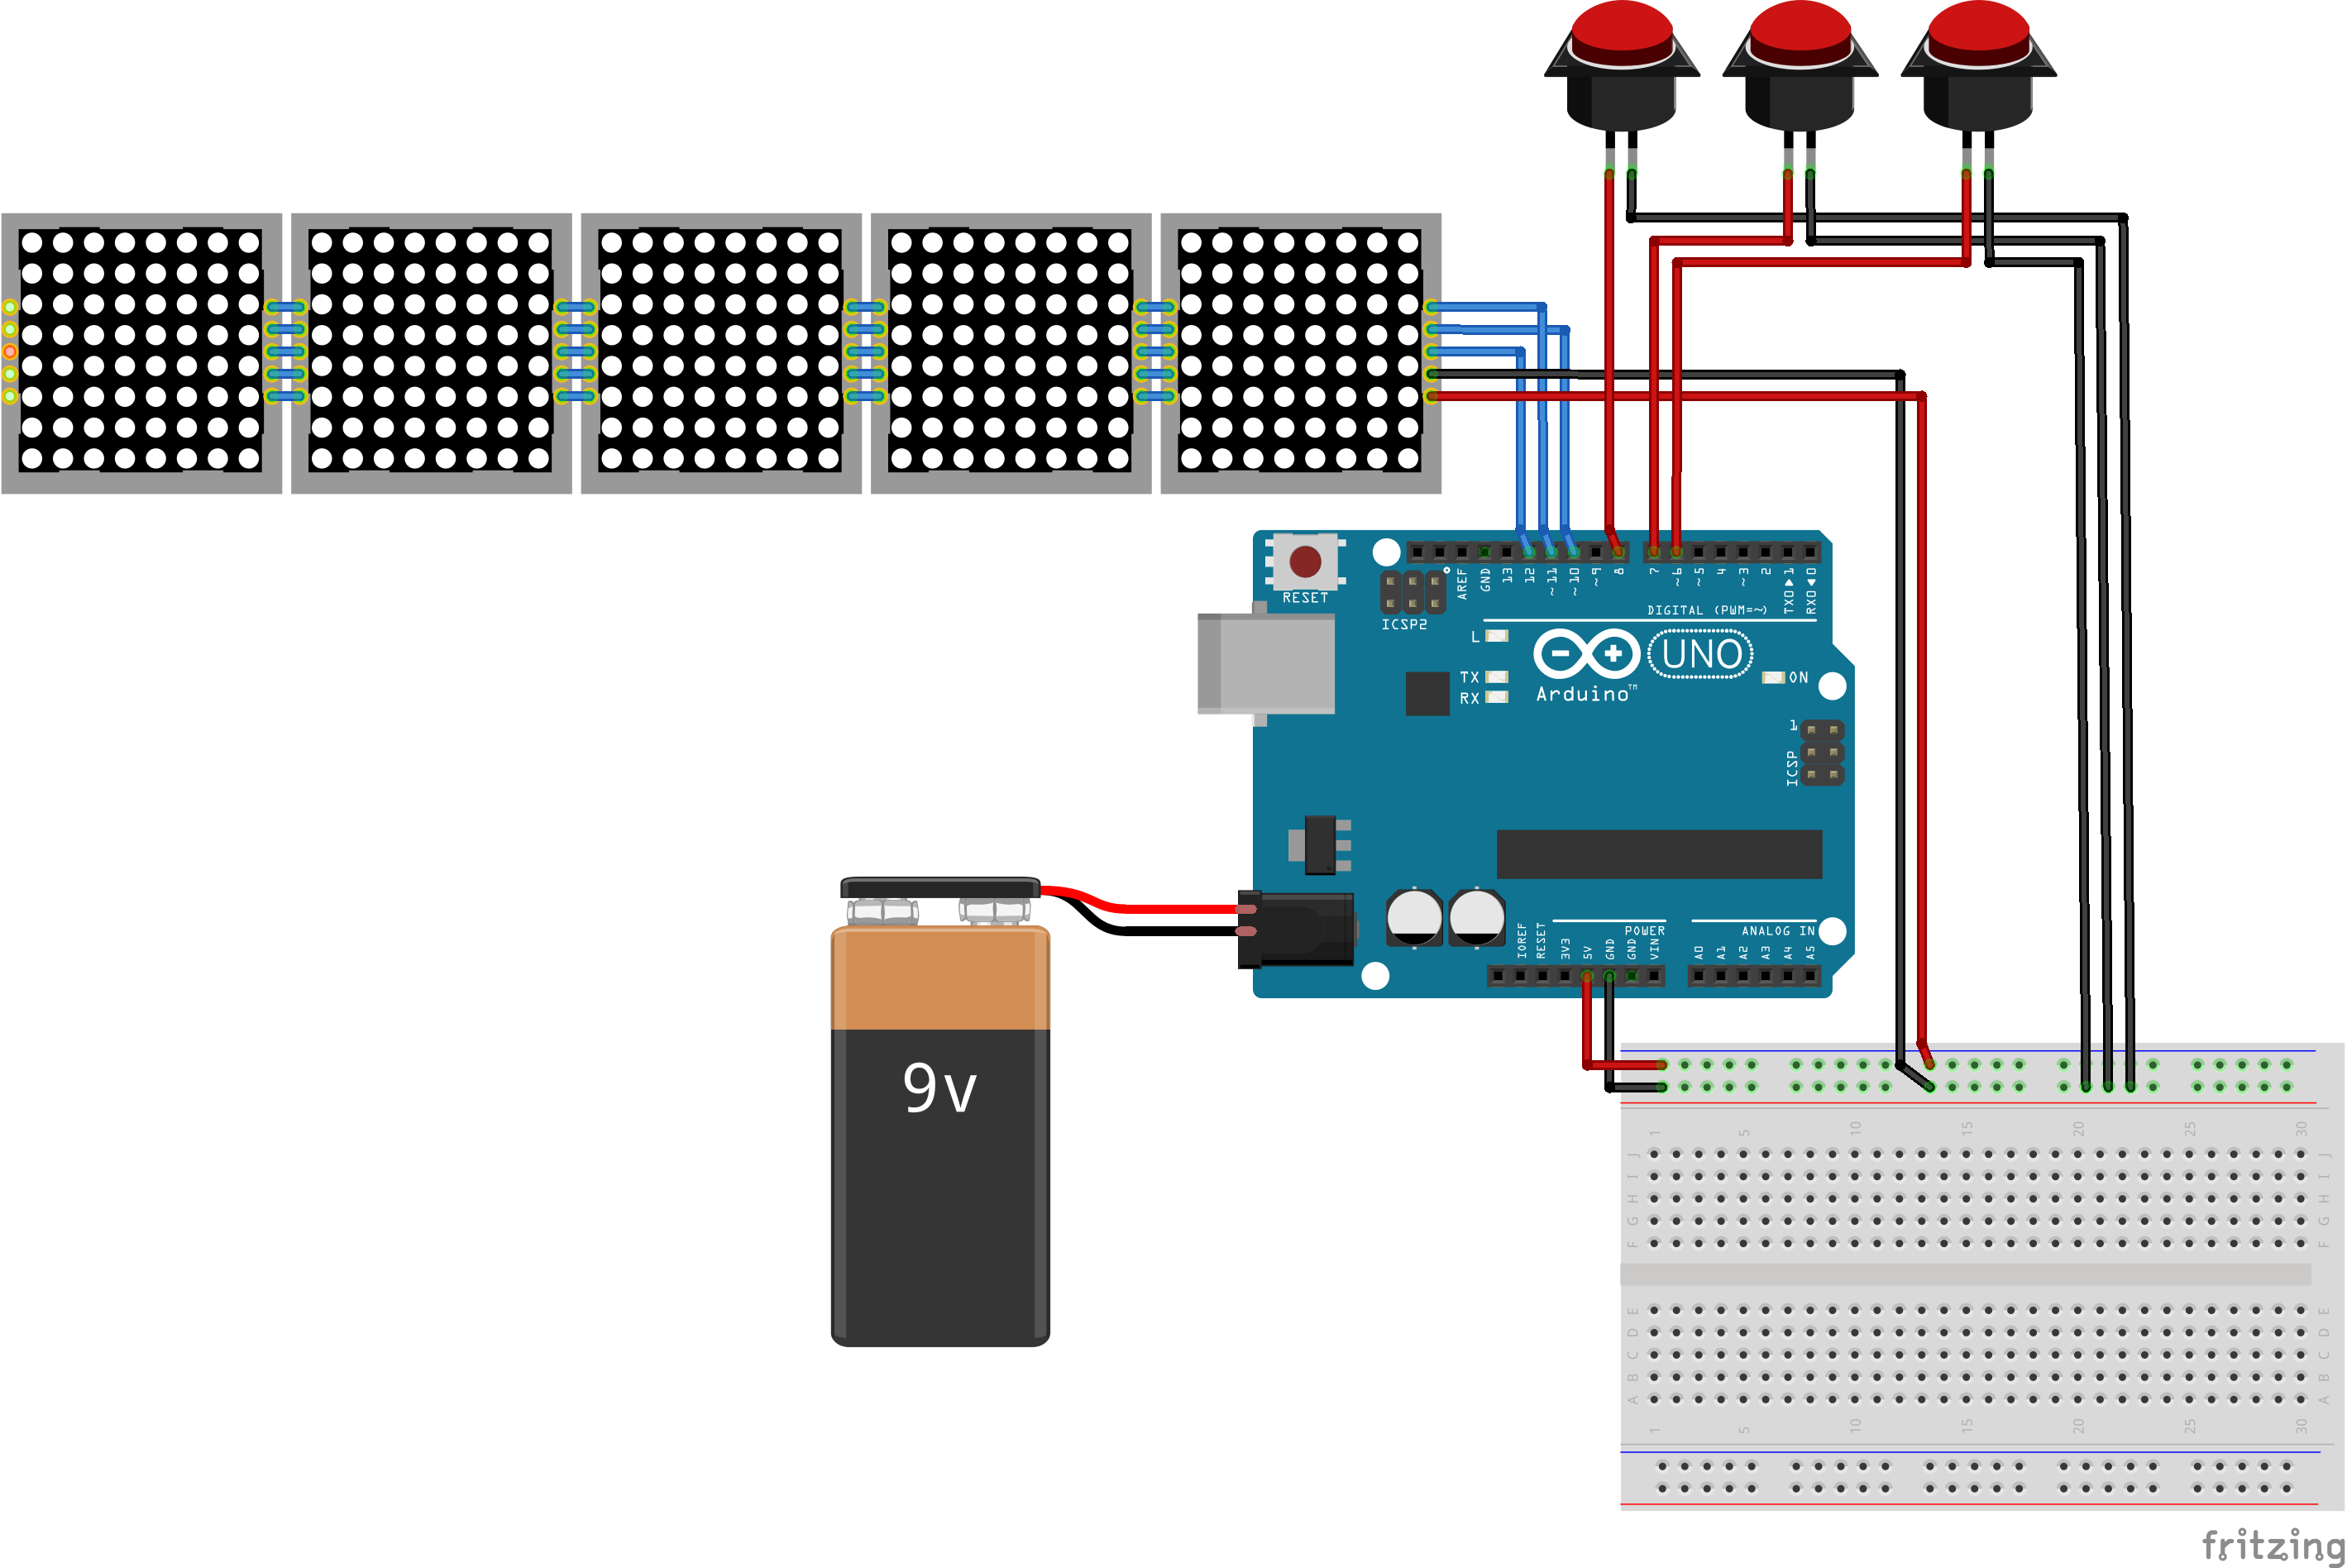 RESET
ICSP2
AREF
GND
13
12
~11
~10
~9
8
7
~6
~5
4
~3
2
TX0▶1
RX0◀0
DIGITAL (PWM=~)
L
TX
RX
Arduino™
UNO
ON
1
ICSP
IOREF
RESET
3V3
5V
GND
GND
VIN
POWER
A0
A1
A2
A3
A4
A5
ANALOG IN
9v
1 5 10 15 20 25 30
J J
I I
H H
G G
F F
E E
D D
C C
B B
A A
1 5 10 15 20 25 30
fritzing